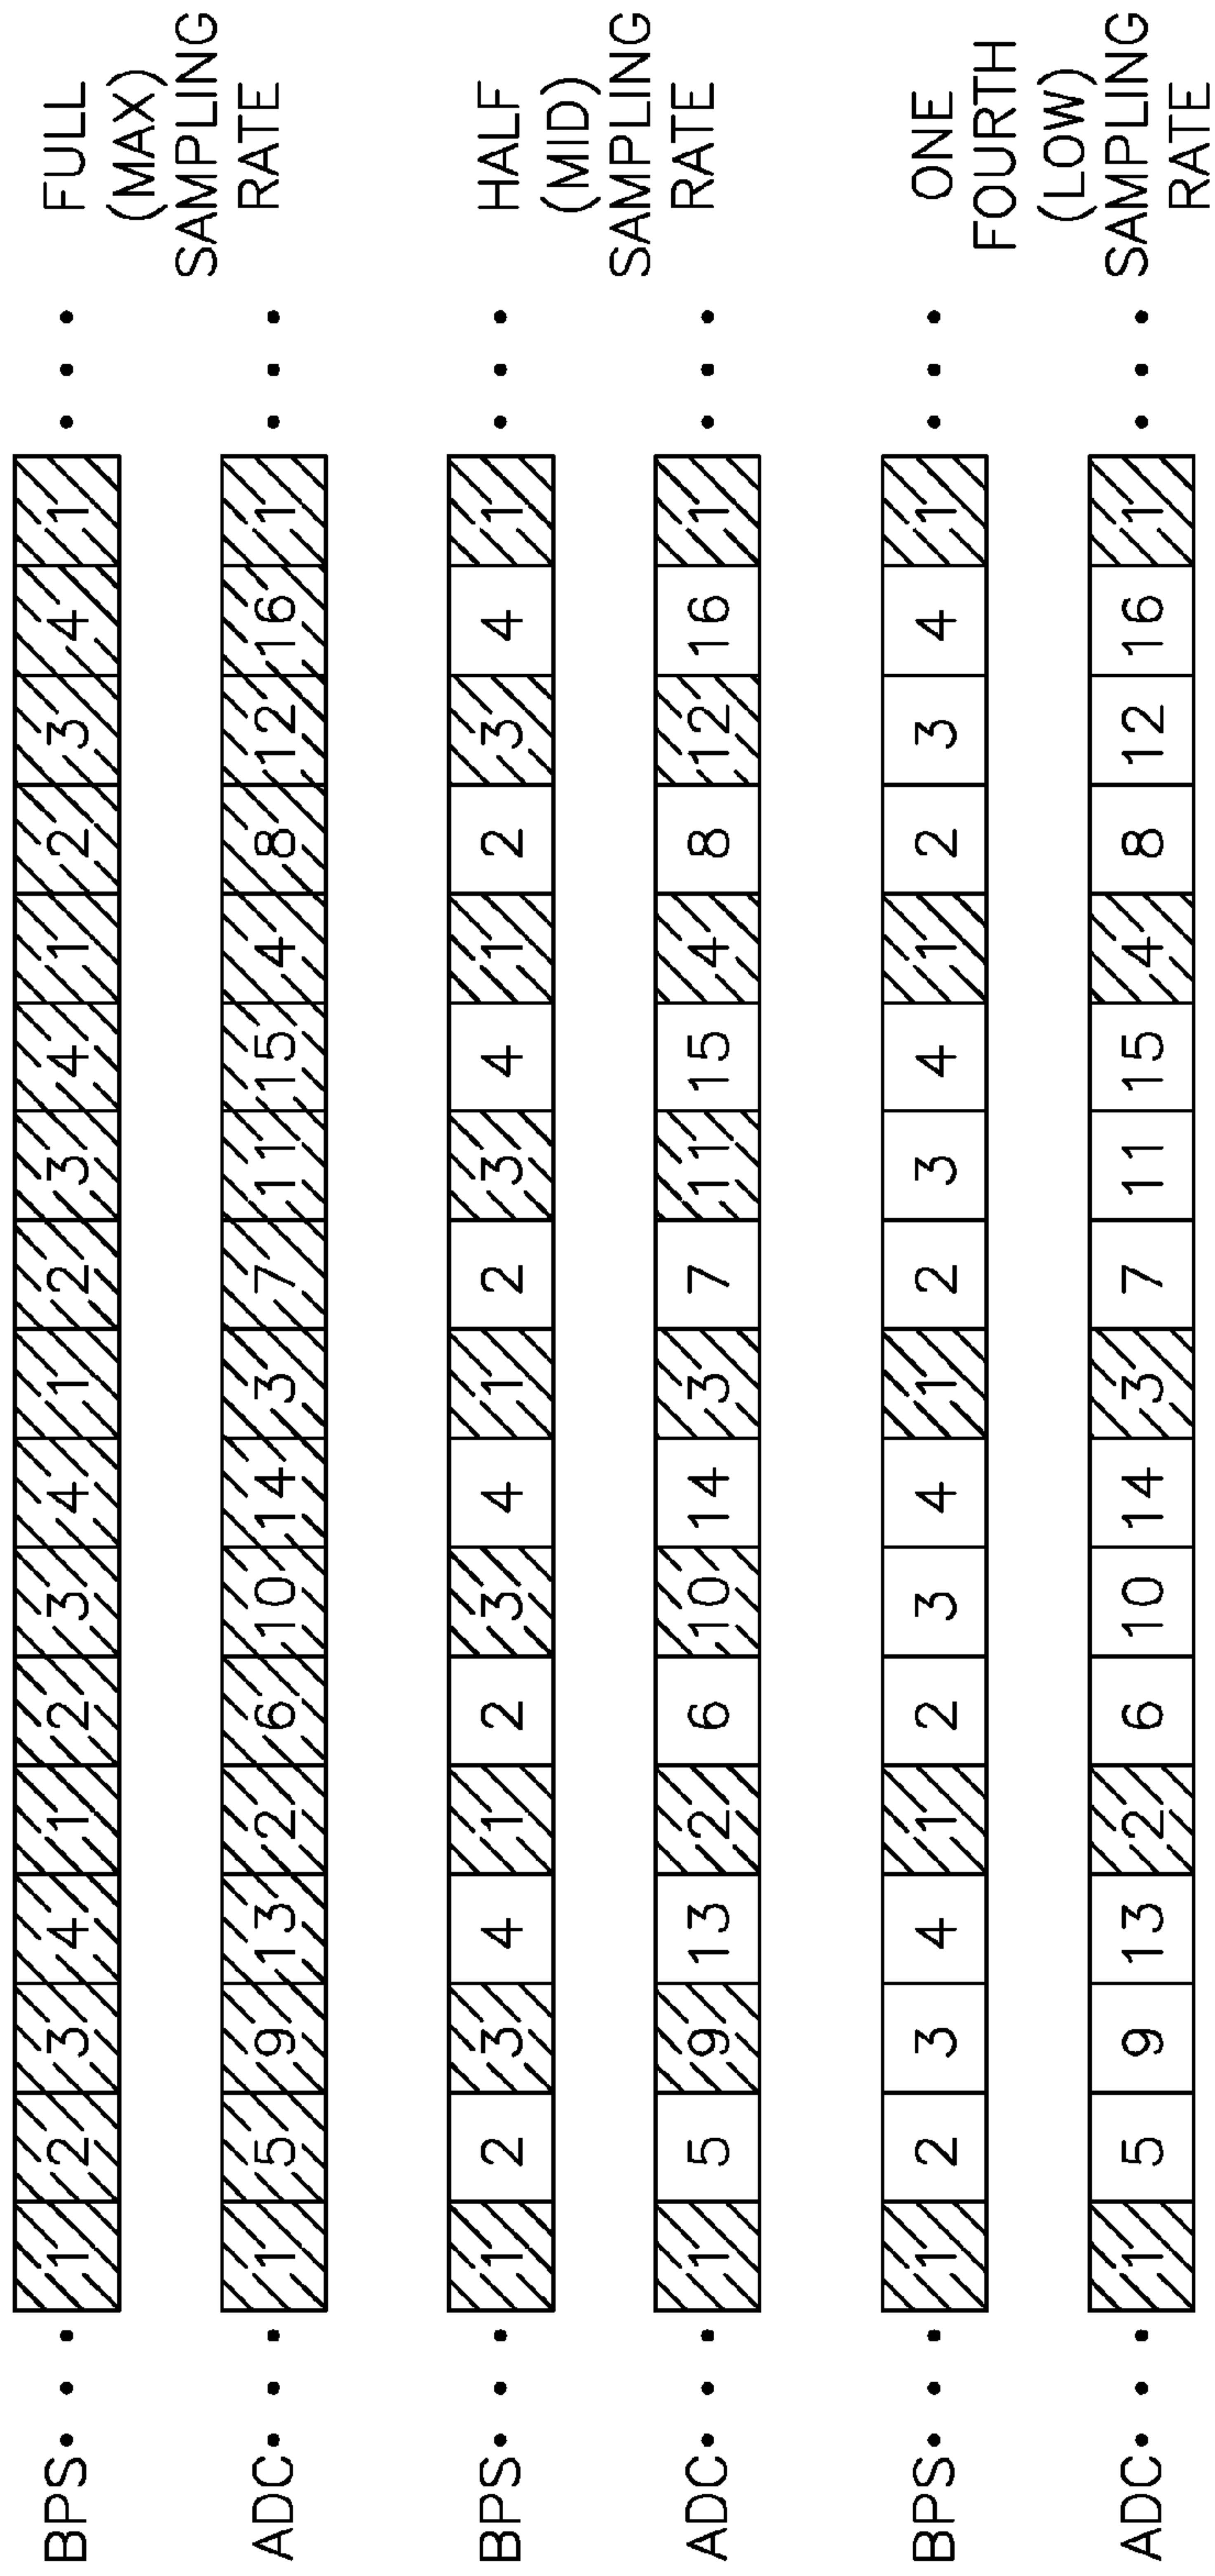 BPS 1 2 3 4 1 2 3 4 1 2 3 4 1 2 3 4 1
ADC 1 5 9 13 2 6 10 14 3 7 11 15 4 8 12 16 1
FULL
(MAX)
SAMPLING
RATE
BPS 1 2 3 4 1 2 3 4 1 2 3 4 1 2 3 4 1
ADC 1 5 9 13 2 6 10 14 3 7 11 15 4 8 12 16 1
HALF
(MID)
SAMPLING
RATE
BPS 1 2 3 4 1 2 3 4 1 2 3 4 1 2 3 4 1
ADC 1 5 9 13 2 6 10 14 3 7 11 15 4 8 12 16 1
ONE
FOURTH
(LOW)
SAMPLING
RATE